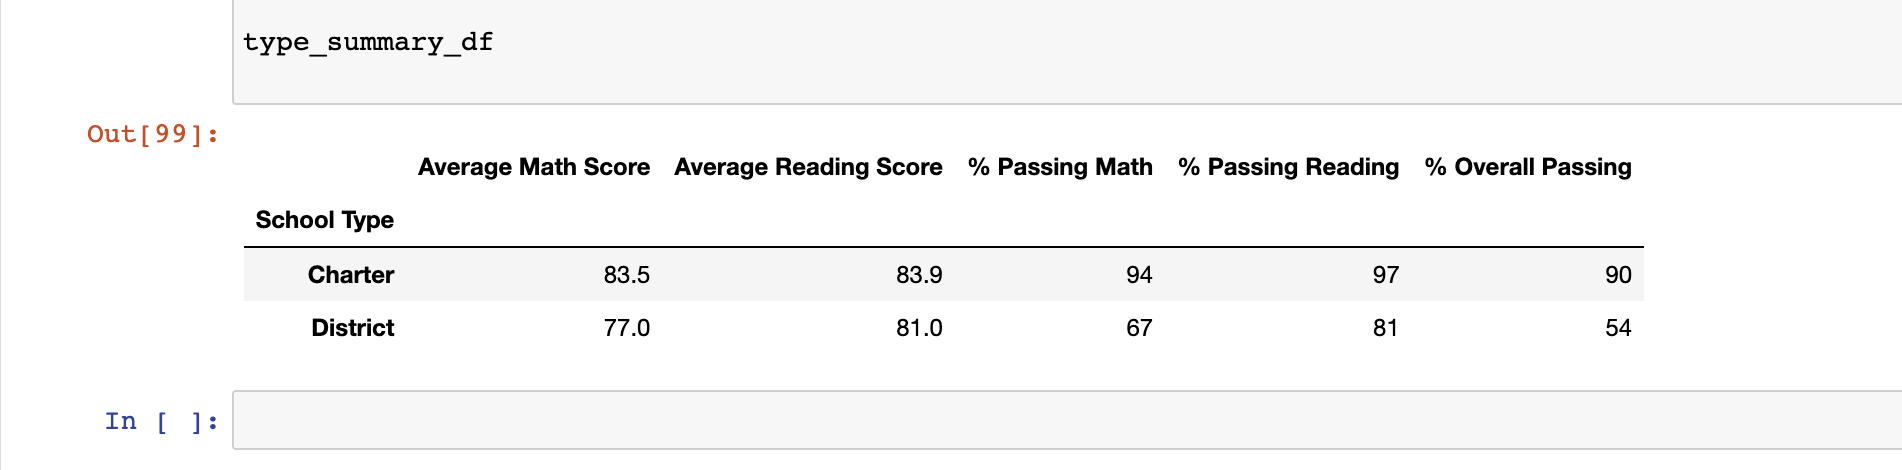 type_summary_df
Out[99]:
Average Math Score Average Reading Score % Passing Math % Passing Reading % Overall Passing
School Type
Charter 83.5 83.9 94 97 90
District 77.0 81.0 67 81 54
In [ ]: